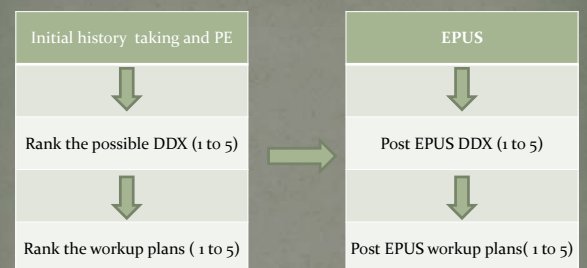 Initial history taking and PE
Rank the possible DDX (1 to 5)
Rank the workup plans ( 1 to 5)
EPUS
Post EPUS DDX (1 to 5)
Post EPUS workup plans( 1 to 5)